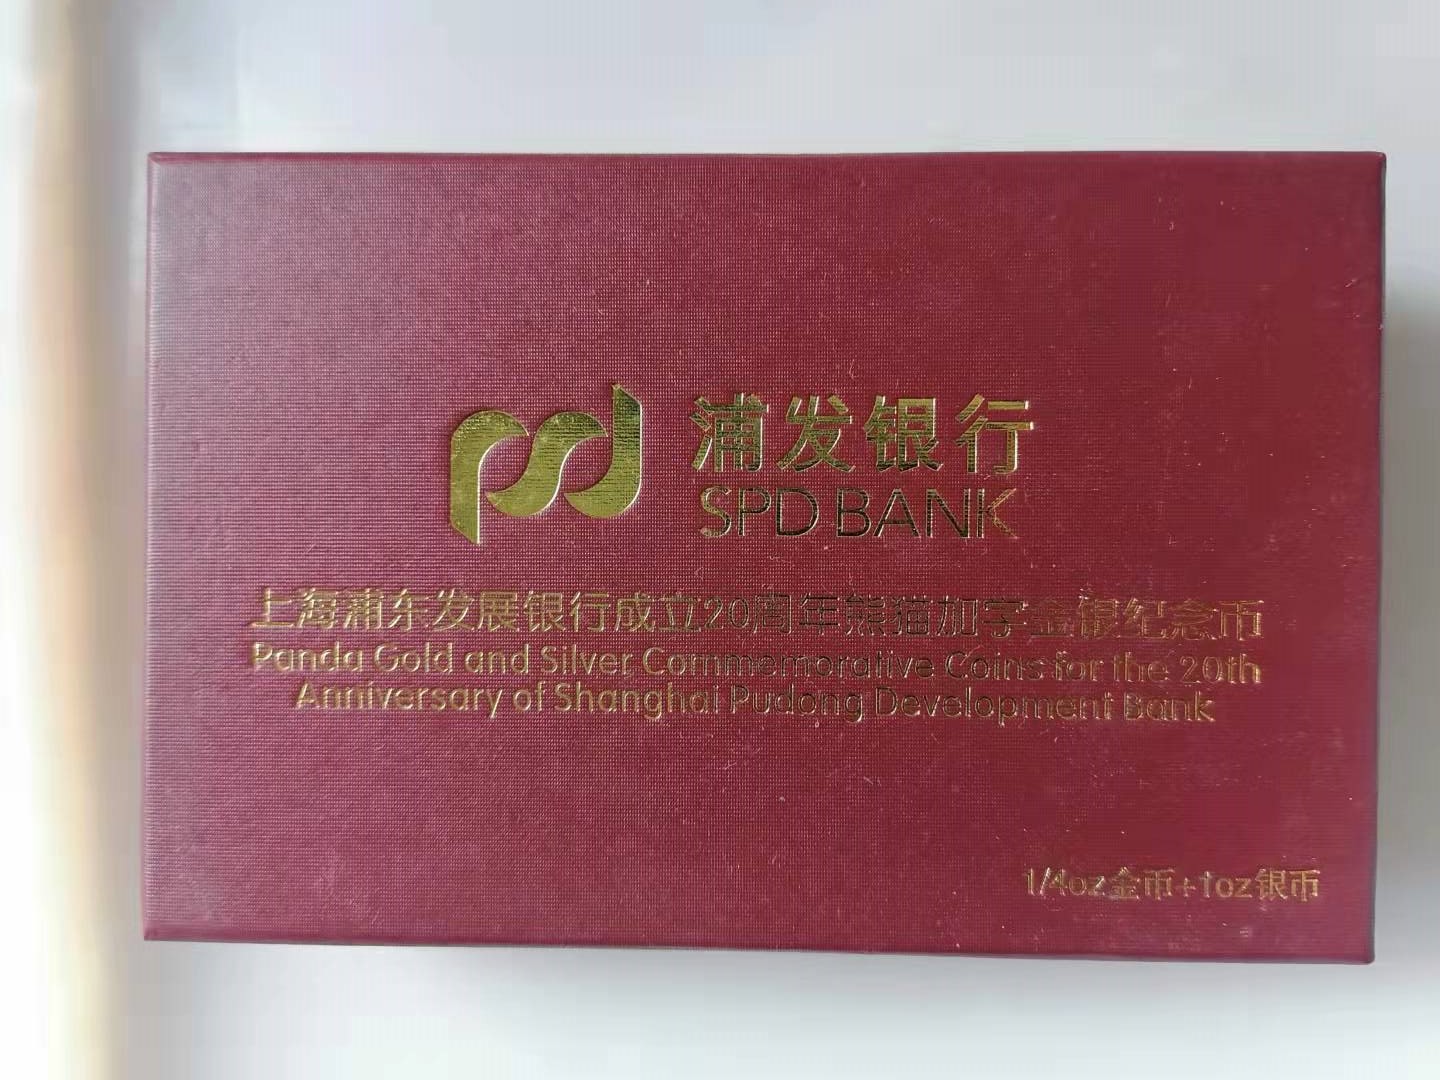 浦发银行
SPD BANK
上海浦东发展银行成立20周年熊猫加字金银纪念币
Panda Gold and Silver Commemorative Coins for the 20th
Anniversary of Shanghai Pudong Development Bank
1/4oz金币+1oz银币